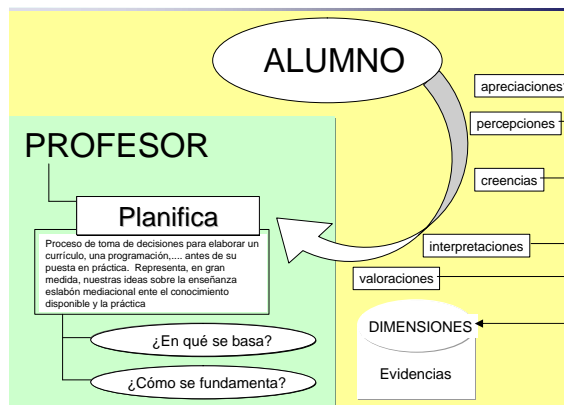 ALUMNO
apreciaciones
percepciones
creencias
interpretaciones
valoraciones
DIMENSIONES
Evidencias
PROFESOR
Planifica
Proceso de toma de decisiones para elaborar un
currículo, una programación,.... antes de su
puesta en práctica. Representa, en gran
medida, nuestras ideas sobre la enseñanza
eslabón mediacional ente el conocimiento
disponible y la práctica
¿En qué se basa?
¿Cómo se fundamenta?